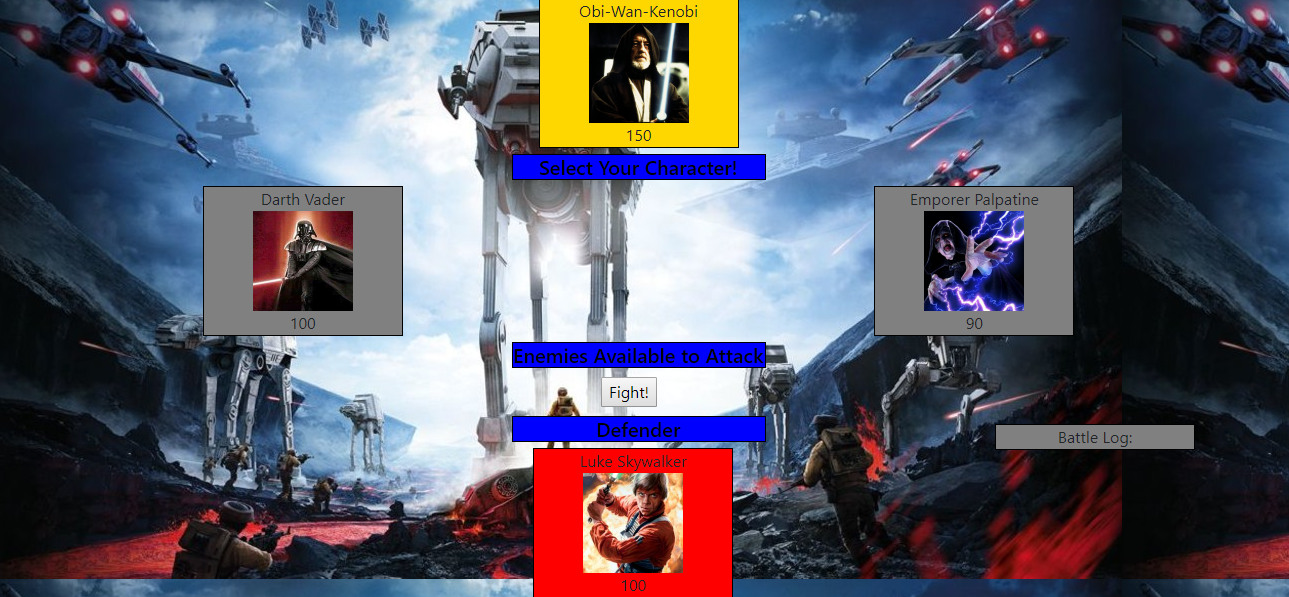 Obi-Wan-Kenobi
150
Select Your Character!
Darth Vader
100
Emporer Palpatine
90
Enemies Available to Attack
Fight!
Defender
Battle Log:
Luke Skywalker
100